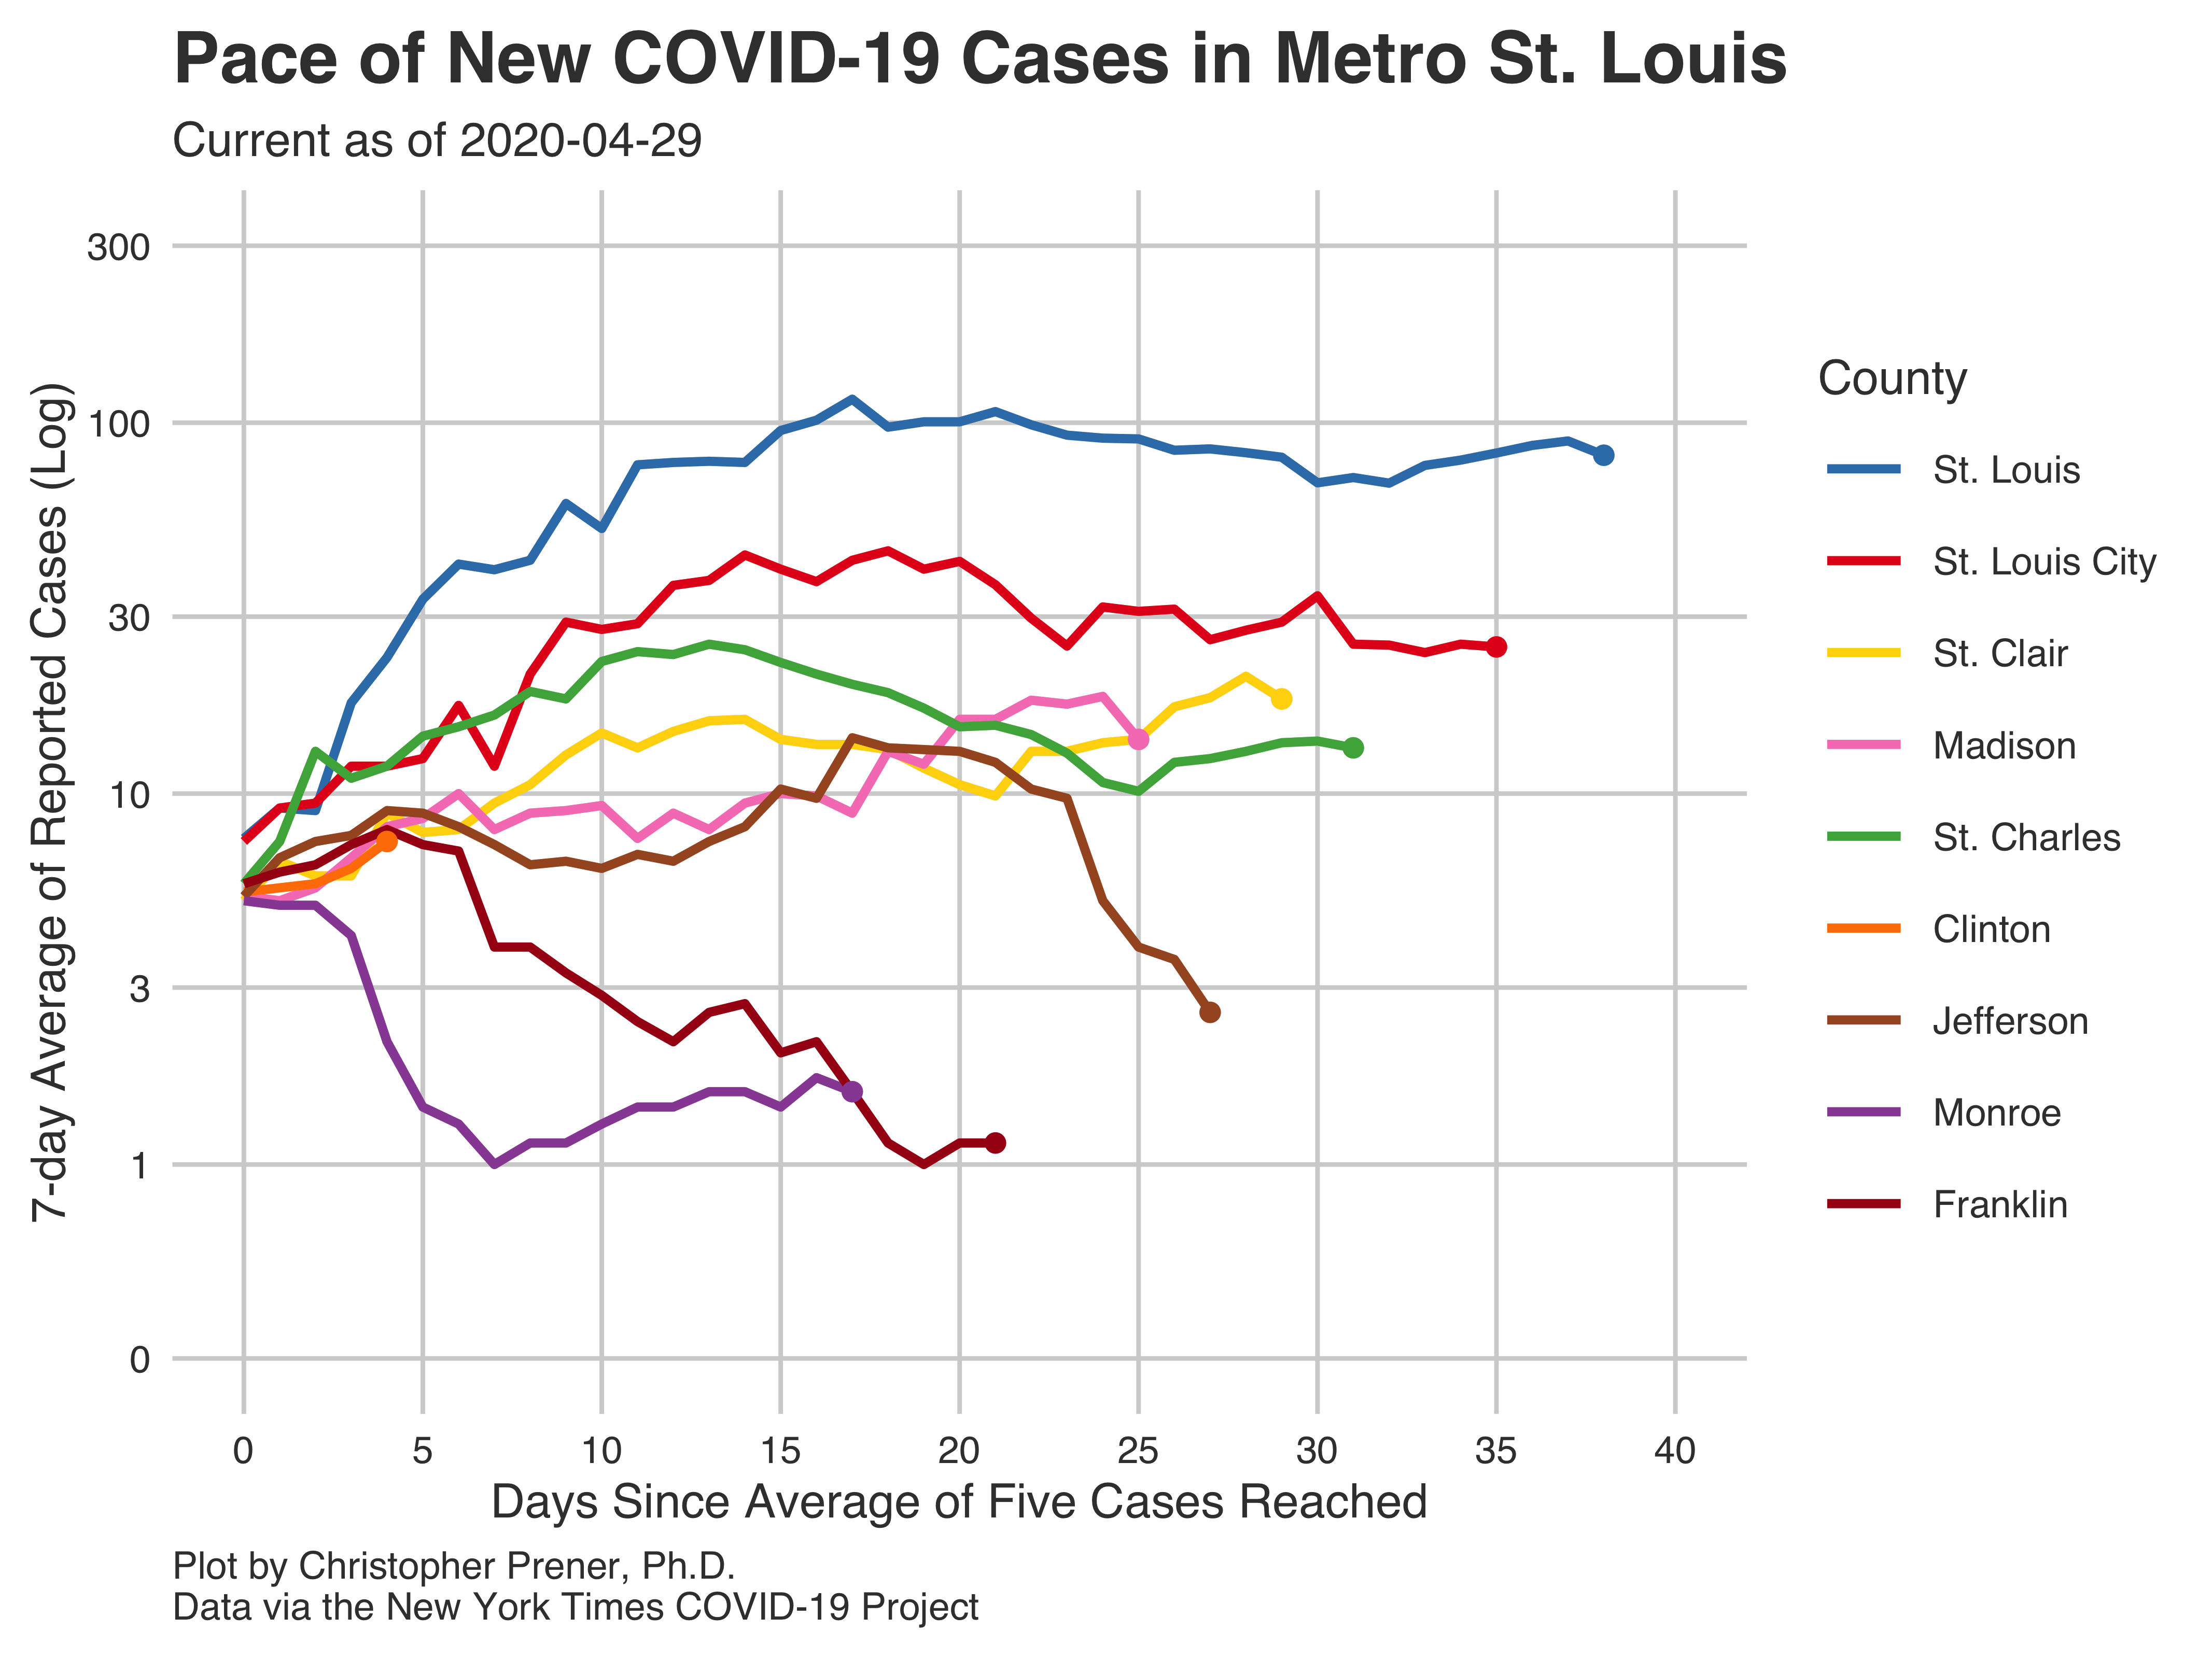 Pace of New COVID-19 Cases in Metro St. Louis
Current as of 2020-04-29
7-day Average of Reported Cases (Log)
300
100
30
10
3
1
0
0 5 10 15 20 25 30 35 40
Days Since Average of Five Cases Reached
County
St. Louis
St. Louis City
St. Clair
Madison
St. Charles
Clinton
Jefferson
Monroe
Franklin
Plot by Christopher Prener, Ph.D.
Data via the New York Times COVID-19 Project